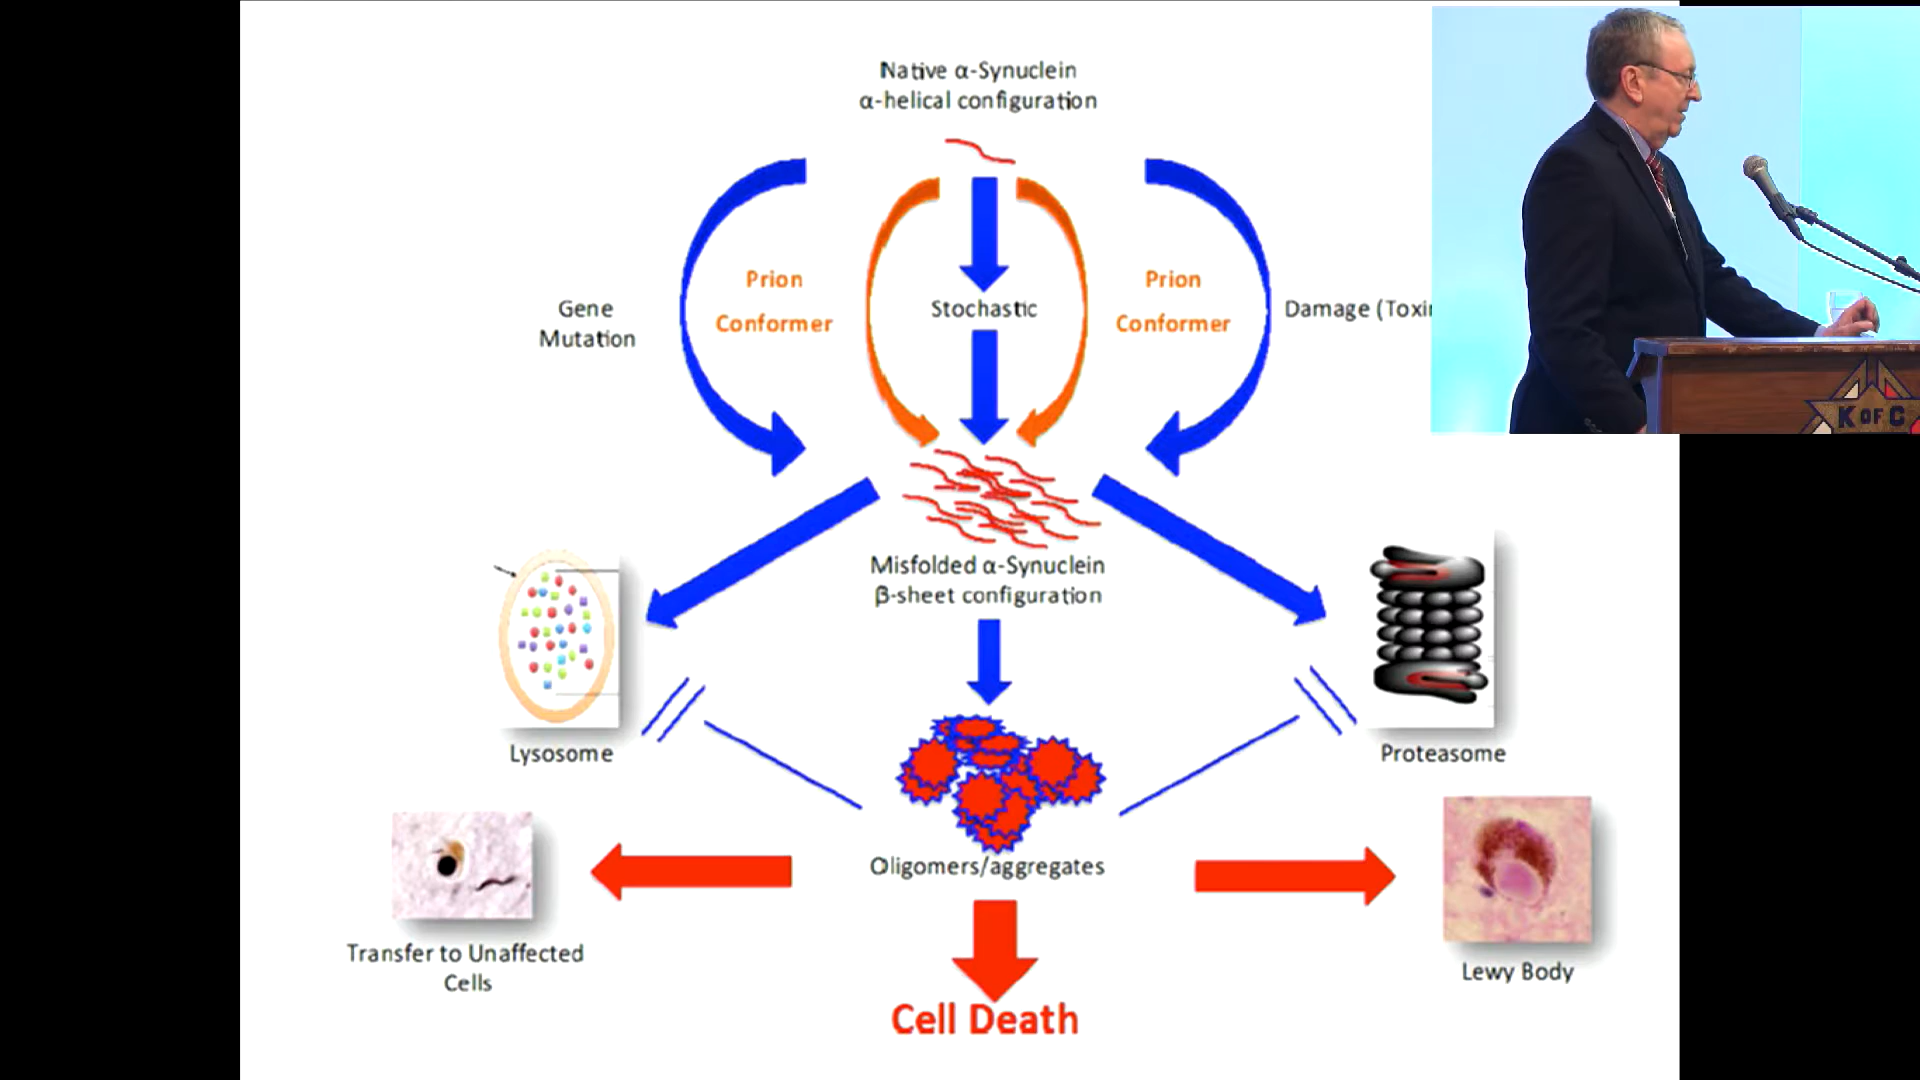 Native α-Synuclein
α-helical configuration
Prion
Conformer
Gene
Mutation
Stochastic
Prion
Conformer
Damage (Toxi
K OF C
Misfolded α-Synuclein
β-sheet configuration
Lysosome
Proteasome
Oligomers/aggregates
Transfer to Unaffected
Cells
Lewy Body
Cell Death